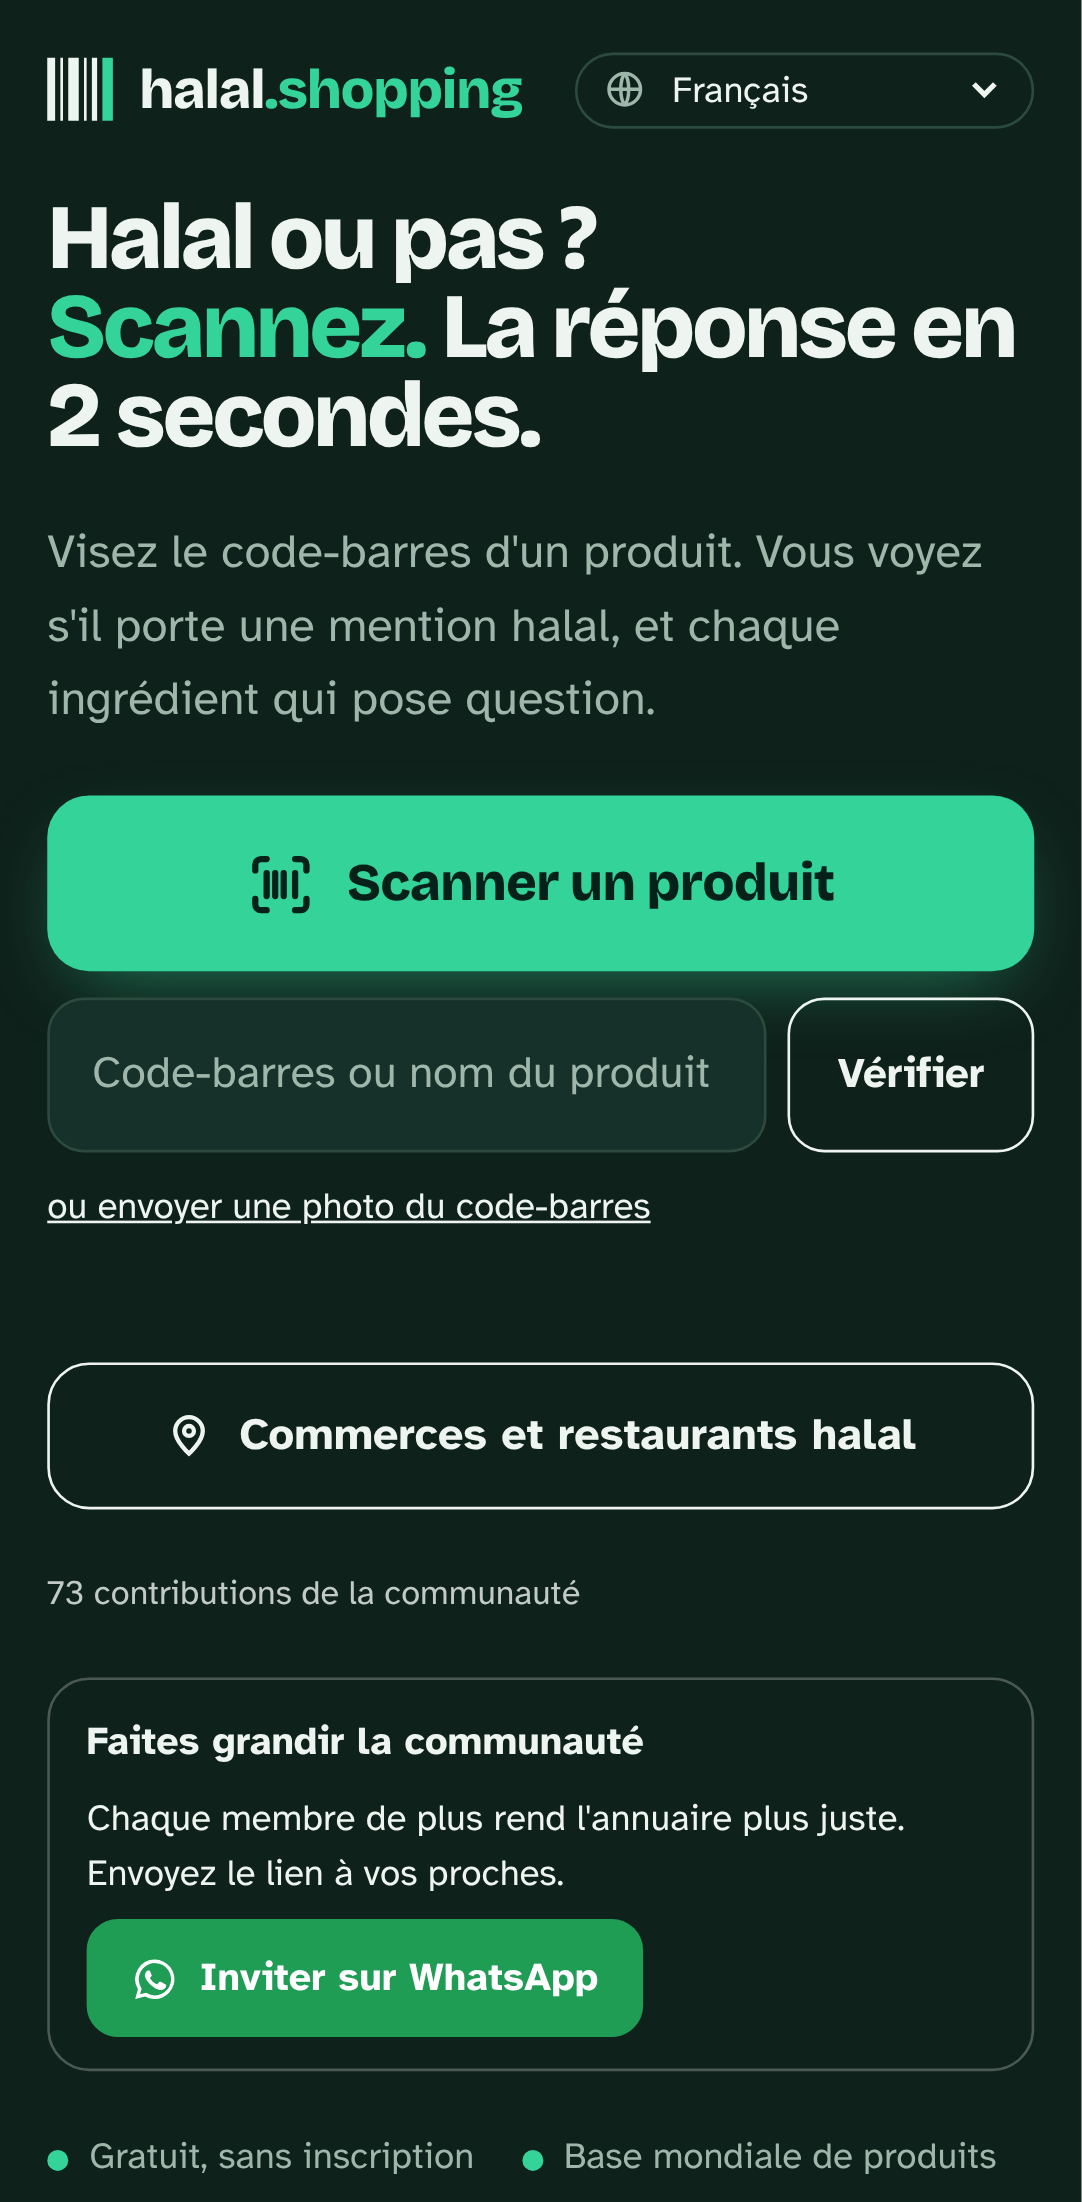 halal.shopping
Français
Halal ou pas ?
Scannez. La réponse en
2 secondes.
Visez le code-barres d'un produit. Vous voyez
s'il porte une mention halal, et chaque
ingrédient qui pose question.
Scanner un produit
Code-barres ou nom du produit
Vérifier
ou envoyer une photo du code-barres
Commerces et restaurants halal
73 contributions de la communauté
Faites grandir la communauté
Chaque membre de plus rend l'annuaire plus juste.
Envoyez le lien à vos proches.
Inviter sur WhatsApp
Gratuit, sans inscription
Base mondiale de produits